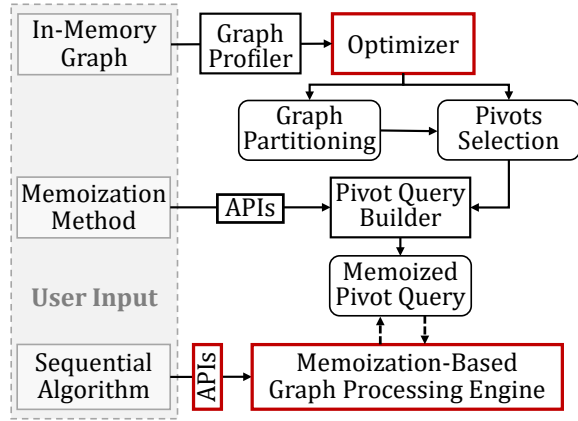 In-Memory
Graph
Graph
Profiler
Optimizer
Graph
Partitioning
Pivots
Selection
Memoization
Method
APIs
Pivot Query
Builder
Memoized
Pivot Query
User Input
Sequential
Algorithm
APIs
Memoization-Based
Graph Processing Engine